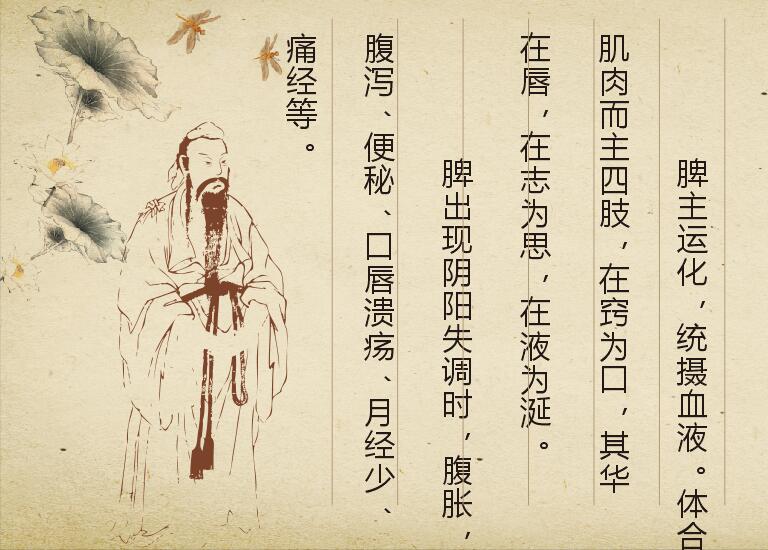 脾主运化，统摄血液。体合
肌肉而主四肢，在窍为口，其华
在唇，在志为思，在液为涎。
脾出现阴阳失调时，腹胀，
腹泻、便秘、口唇溃疡、月经少、
痛经等。